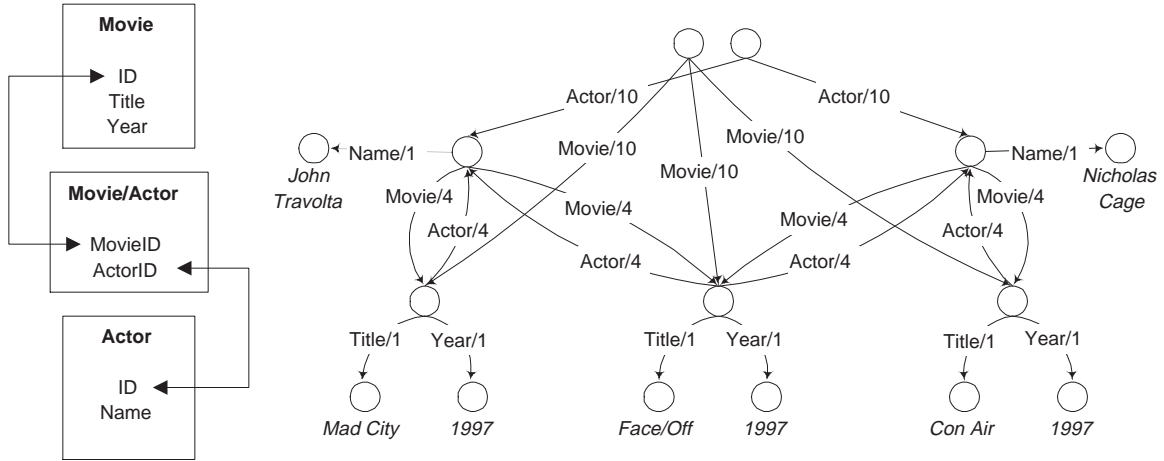 Movie
ID
Title
Year
Movie/Actor
MovieID
ActorID
Actor
ID
Name
Actor/10
Actor/10
Movie/10
Movie/10
Movie/10
Name/1
John
Travolta
Name/1
Nicholas
Cage
Movie/4
Actor/4
Movie/4
Actor/4
Movie/4
Actor/4
Movie/4
Actor/4
Title/1
Year/1
Title/1
Year/1
Title/1
Year/1
Mad City
1997
Face/Off
1997
Con Air
1997